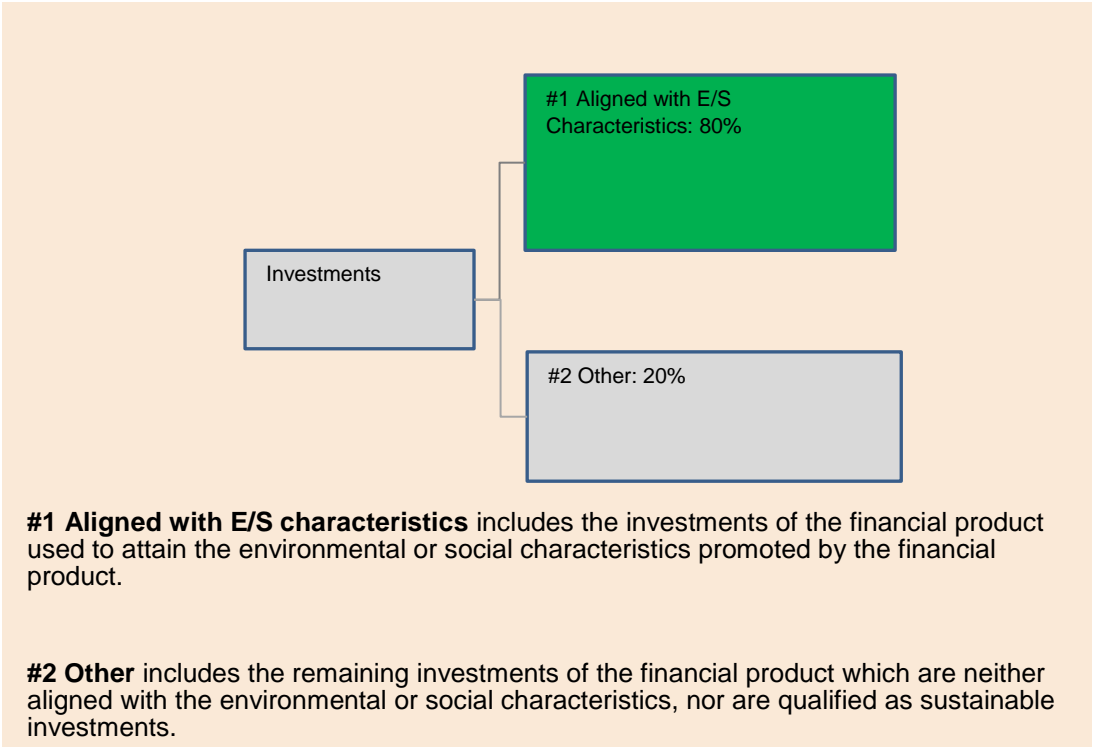 #1 Aligned with E/S
Characteristics: 80%
Investments
#2 Other: 20%
#1 Aligned with E/S characteristics includes the investments of the financial product
used to attain the environmental or social characteristics promoted by the financial
product.
#2 Other includes the remaining investments of the financial product which are neither
aligned with the environmental or social characteristics, nor are qualified as sustainable
investments.